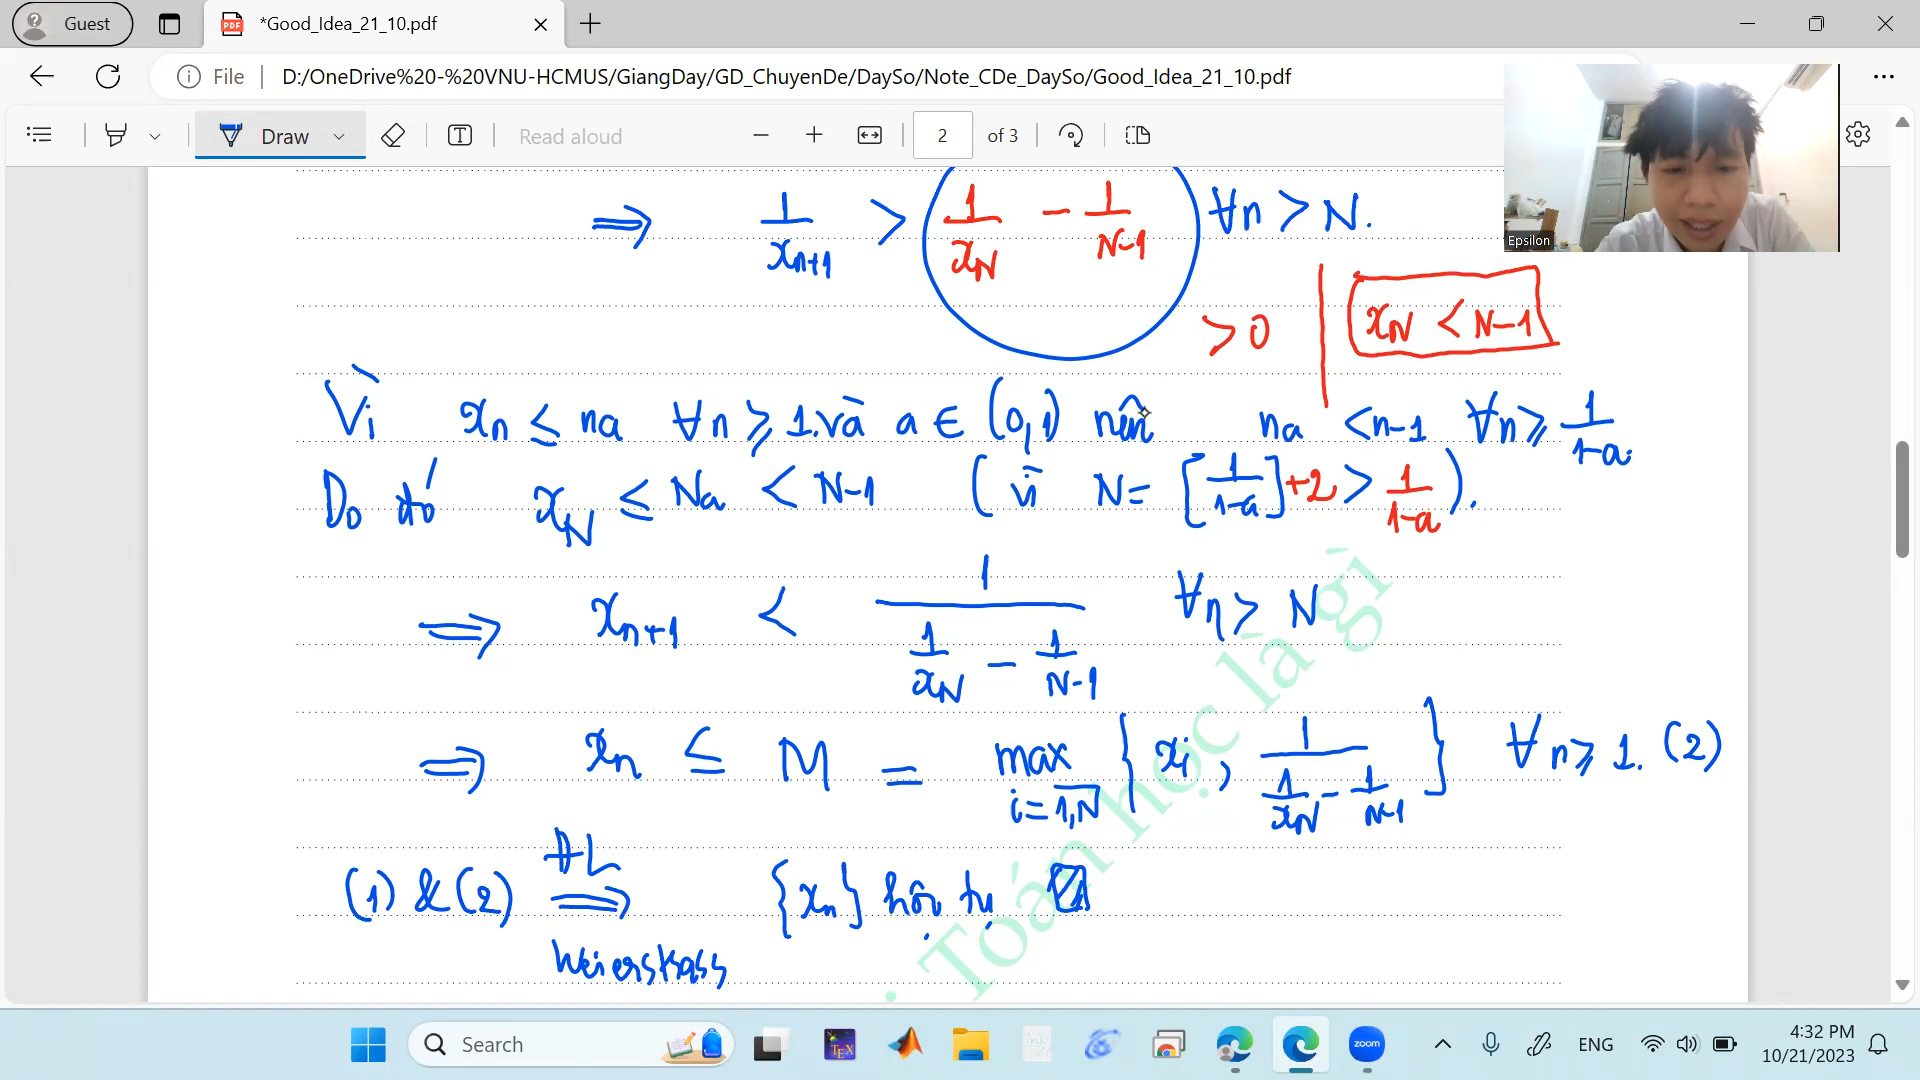 Guest
*Good_Idea_21_10.pdf
File
D:/OneDrive%20-%20VNU-HCMUS/GiangDay/GD_ChuyenDe/DaySo/Note_CDe_DaySo/Good_Idea_21_10.pdf
Draw
Read aloud
2 of 3
Epsilon
⇒ 1/x_{n+1} > 1/x_N - 1/(N-1) ∀n > N.
> 0 | x_N < N-1
Vì x_n ≤ na ∀n ≥ 1. và a ∈ (0,1) nên na < n-1 ∀n ≥ 1/(1-a).
Do đó x_N ≤ Na < N-1 (vì N = [1/(1-a)] +2 > 1/(1-a)).
⇒ x_{n+1} < 1/(1/x_N - 1/(N-1)) ∀n > N
⇒ x_n ≤ M = max_{i=1,N} {x_i, 1/(1/x_N - 1/(N-1))} ∀n ≥ 1. (2)
(1) & (2) ⇒ ĐL Weierstrass {x_n} hội tụ
Toán học là gì
Search
TEX
zoom
ENG
4:32 PM
10/21/2023